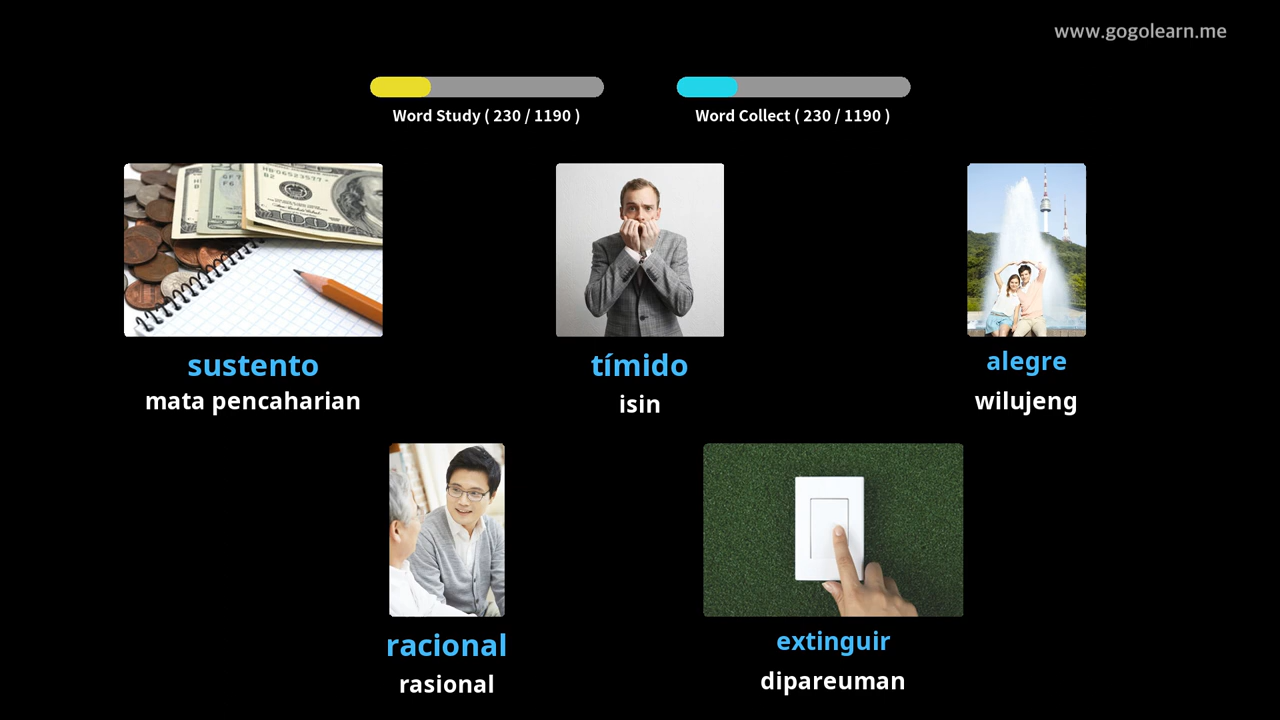 www.gogolearn.me
Word Study ( 230 / 1190 )
Word Collect ( 230 / 1190 )
sustento
mata pencaharian
tímido
isin
alegre
wilujeng
racional
rasional
extinguir
dipareuman